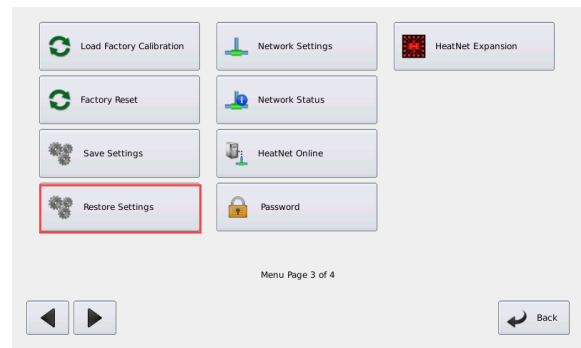 Load Factory Calibration
Network Settings
HeatNet Expansion
Factory Reset
Network Status
Save Settings
HeatNet Online
Restore Settings
Password
Menu Page 3 of 4
Back